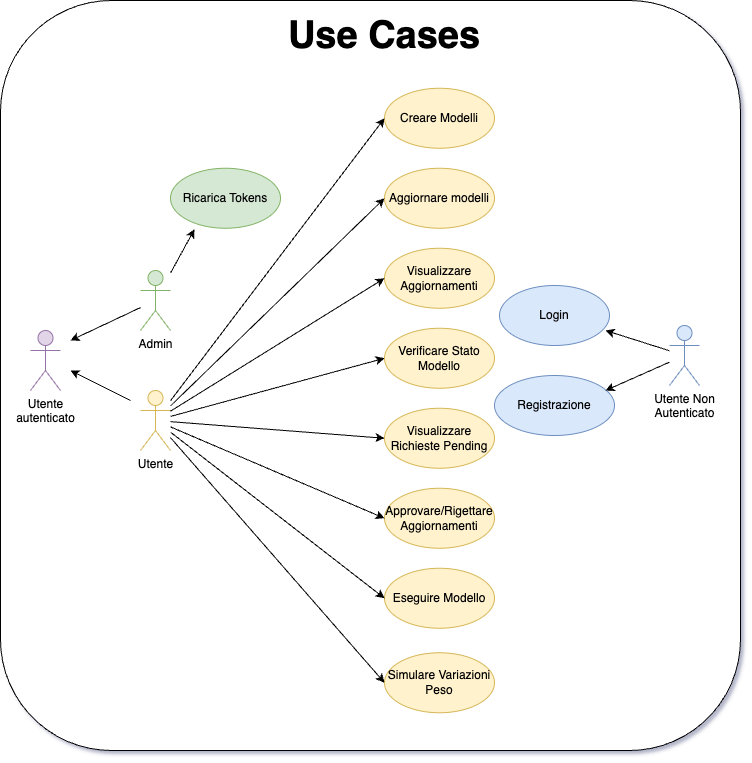 Use Cases
Creare Modelli
Ricarica Tokens
Aggiornare modelli
Visualizzare
Aggiornamenti
Login
Admin
Verificare Stato
Modello
Utente
autenticato
Utente Non
Autenticato
Registrazione
Visualizzare
Richieste Pending
Utente
Approvare/Rigettare
Aggiornamenti
Eseguire Modello
Simulare Variazioni
Peso